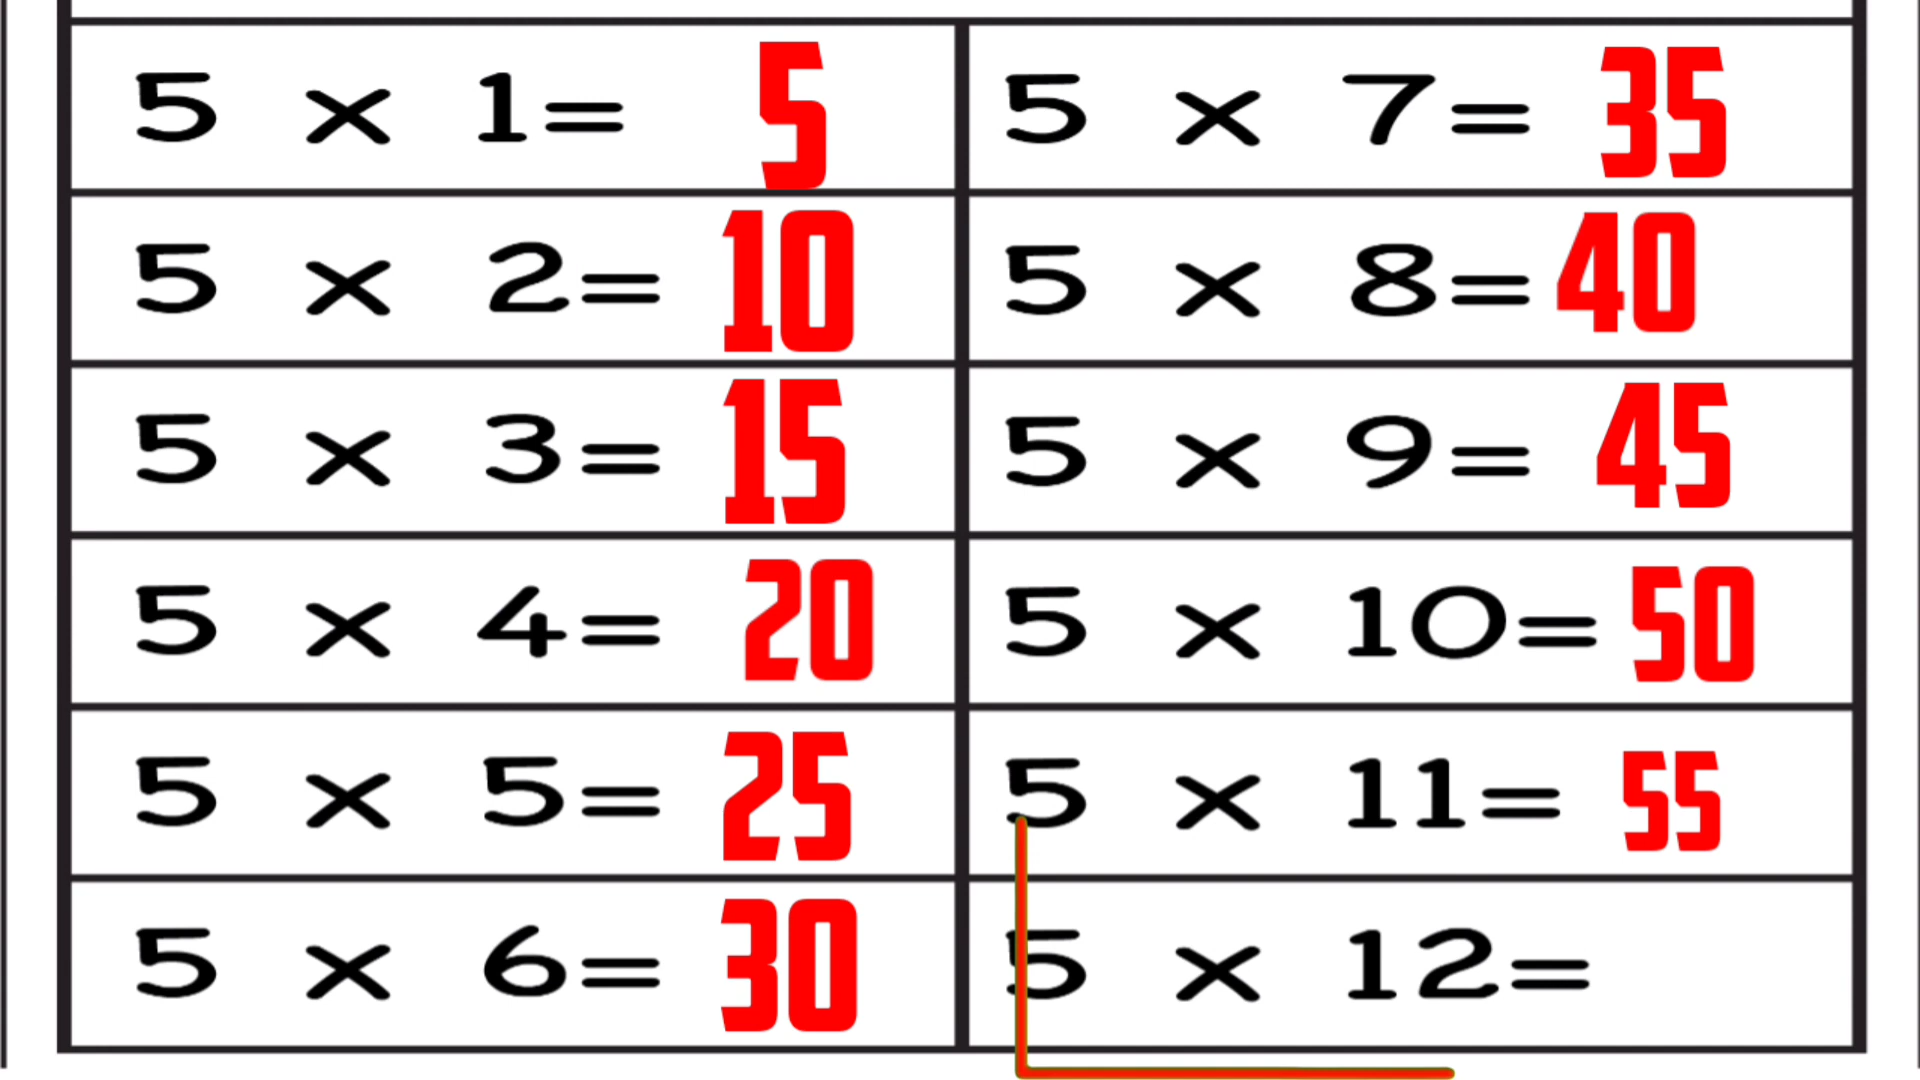 5 × 1= 5
5 × 2= 10
5 × 3= 15
5 × 4= 20
5 × 5= 25
5 × 6= 30
5 × 7= 35
5 × 8= 40
5 × 9= 45
5 × 10= 50
5 × 11= 55
5 × 12=